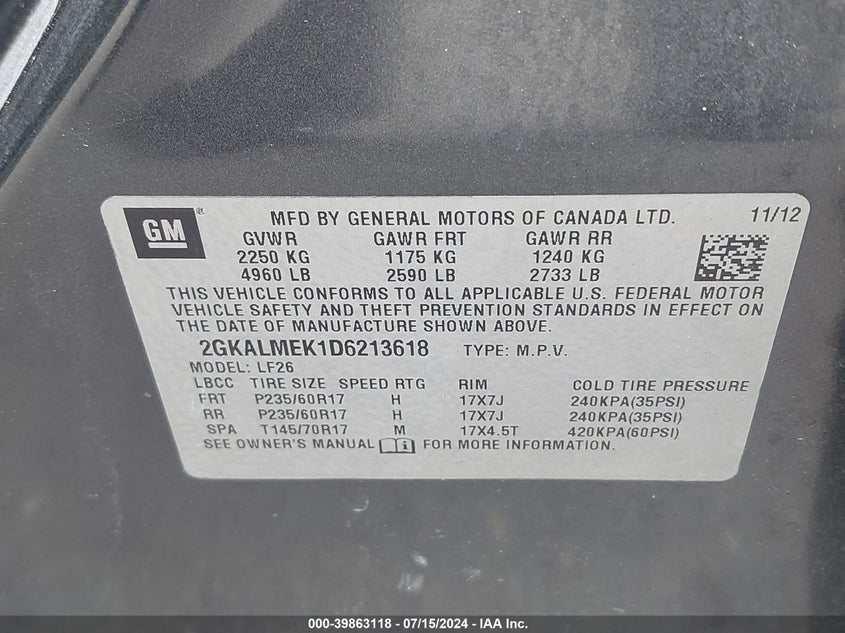 GM ® MFD BY GENERAL MOTORS OF CANADA LTD. 11/12
GVWR GAWR FRT GAWR RR
2250 KG 1175 KG 1240 KG
4960 LB 2590 LB 2733 LB
THIS VEHICLE CONFORMS TO ALL APPLICABLE U.S. FEDERAL MOTOR
VEHICLE SAFETY AND THEFT PREVENTION STANDARDS IN EFFECT ON
THE DATE OF MANUFACTURE SHOWN ABOVE.
2GKALMEK1D6213618 TYPE: M.P.V.
MODEL: LF26
LBCC TIRE SIZE SPEED RTG RIM COLD TIRE PRESSURE
FRT P235/60R17 H 17X7J 240KPA(35PSI)
RR P235/60R17 H 17X7J 240KPA(35PSI)
SPA T145/70R17 M 17X4.5T 420KPA(60PSI)
SEE OWNER'S MANUAL FOR MORE INFORMATION.
000-39863118 - 07/15/2024 - IAA Inc.